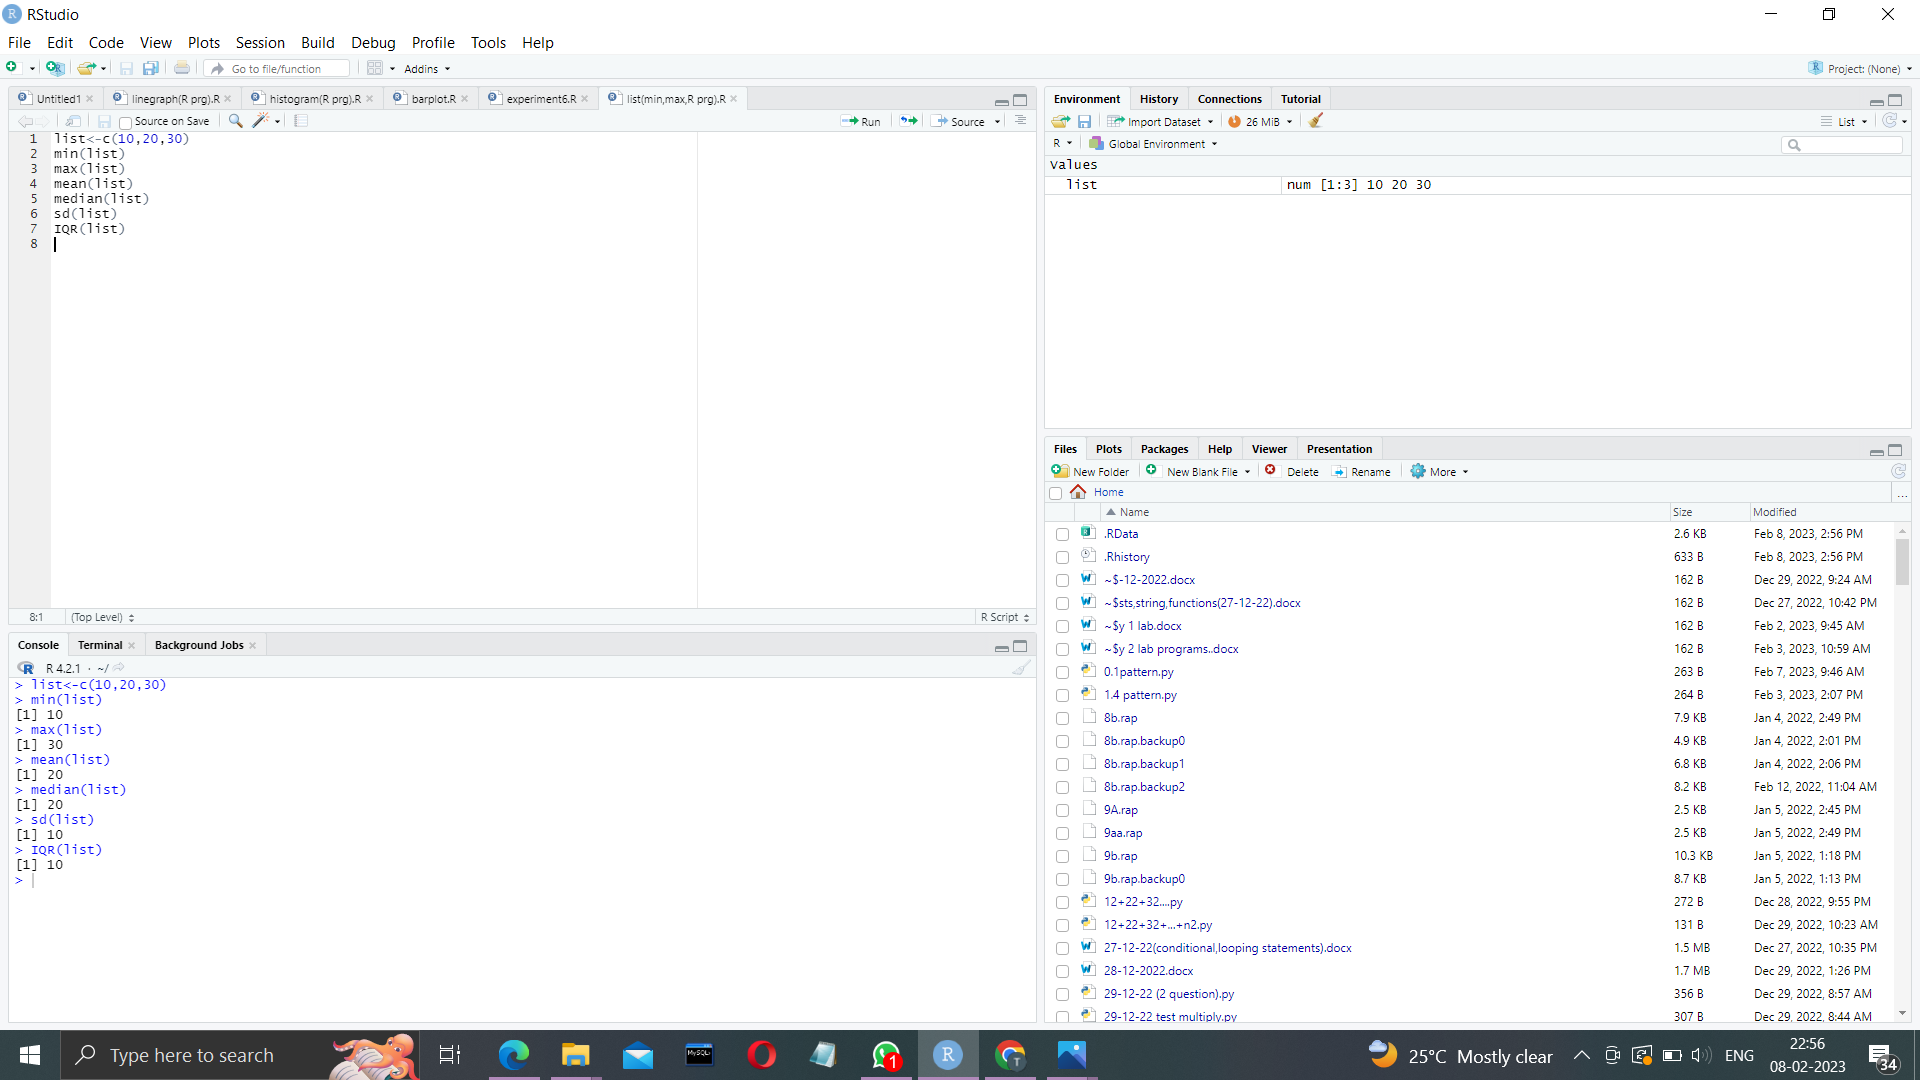 RStudio
File Edit Code View Plots Session Build Debug Profile Tools Help
Go to file/function Addins Project: (None)
Untitled1 linegraph(R prg).R histogram(R prg).R barplot.R experiment6.R list(min,max,R prg).R
Source on Save Run Source
1 list<-c(10,20,30)
2 min(list)
3 max(list)
4 mean(list)
5 median(list)
6 sd(list)
7 IQR(list)
8
8:1 (Top Level) R Script
Console Terminal Background Jobs
R 4.2.1 · ~/
> list<-c(10,20,30)
> min(list)
[1] 10
> max(list)
[1] 30
> mean(list)
[1] 20
> median(list)
[1] 20
> sd(list)
[1] 10
> IQR(list)
[1] 10
>
Environment History Connections Tutorial
Import Dataset 26 MiB List
R Global Environment
Values
list num [1:3] 10 20 30
Files Plots Packages Help Viewer Presentation
New Folder New Blank File Delete Rename More
Home ...
Name Size Modified
.RData 2.6 KB Feb 8, 2023, 2:56 PM
.Rhistory 633 B Feb 8, 2023, 2:56 PM
~$-12-2022.docx 162 B Dec 29, 2022, 9:24 AM
~$sts,string,functions(27-12-22).docx 162 B Dec 27, 2022, 10:42 PM
~$y 1 lab.docx 162 B Feb 2, 2023, 9:45 AM
~$y 2 lab programs..docx 162 B Feb 3, 2023, 10:59 AM
0.1pattern.py 263 B Feb 7, 2023, 9:46 AM
1.4 pattern.py 264 B Feb 3, 2023, 2:07 PM
8b.rap 7.9 KB Jan 4, 2022, 2:49 PM
8b.rap.backup0 4.9 KB Jan 4, 2022, 2:01 PM
8b.rap.backup1 6.8 KB Jan 4, 2022, 2:06 PM
8b.rap.backup2 8.2 KB Feb 12, 2022, 11:04 AM
9A.rap 2.5 KB Jan 5, 2022, 2:45 PM
9aa.rap 2.5 KB Jan 5, 2022, 2:49 PM
9b.rap 10.3 KB Jan 5, 2022, 1:18 PM
9b.rap.backup0 8.7 KB Jan 5, 2022, 1:13 PM
12+22+32....py 272 B Dec 28, 2022, 9:55 PM
12+22+32+...+n2.py 131 B Dec 29, 2022, 10:23 AM
27-12-22(conditional,looping statements).docx 1.5 MB Dec 27, 2022, 10:35 PM
28-12-2022.docx 1.7 MB Dec 29, 2022, 1:26 PM
29-12-22 (2 question).py 356 B Dec 29, 2022, 8:57 AM
29-12-22 test multiply.py 307 B Dec 29, 2022, 8:44 AM
Type here to search MySQL 1 R T 25°C Mostly clear ENG 22:56
08-02-2023 34